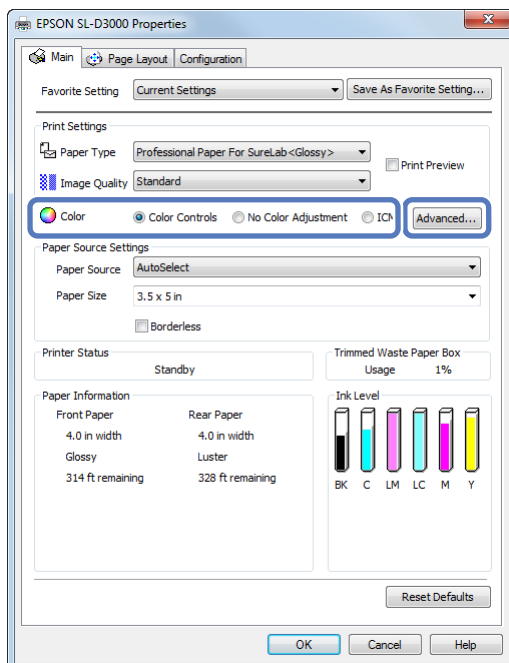 EPSON SL-D3000 Properties
Main Page Layout Configuration
Favorite Setting Current Settings Save As Favorite Setting...
Print Settings
Paper Type Professional Paper For SureLab<Glossy> Print Preview
Image Quality Standard
Color Color Controls No Color Adjustment ICM Advanced...
Paper Source Settings
Paper Source AutoSelect
Paper Size 3.5 x 5 in
Borderless
Printer Status Trimmed Waste Paper Box
Standby Usage 1%
Paper Information Ink Level
Front Paper Rear Paper
4.0 in width 4.0 in width
Glossy Luster
314 ft remaining 328 ft remaining
BK C LM LC M Y
Reset Defaults
OK Cancel Help